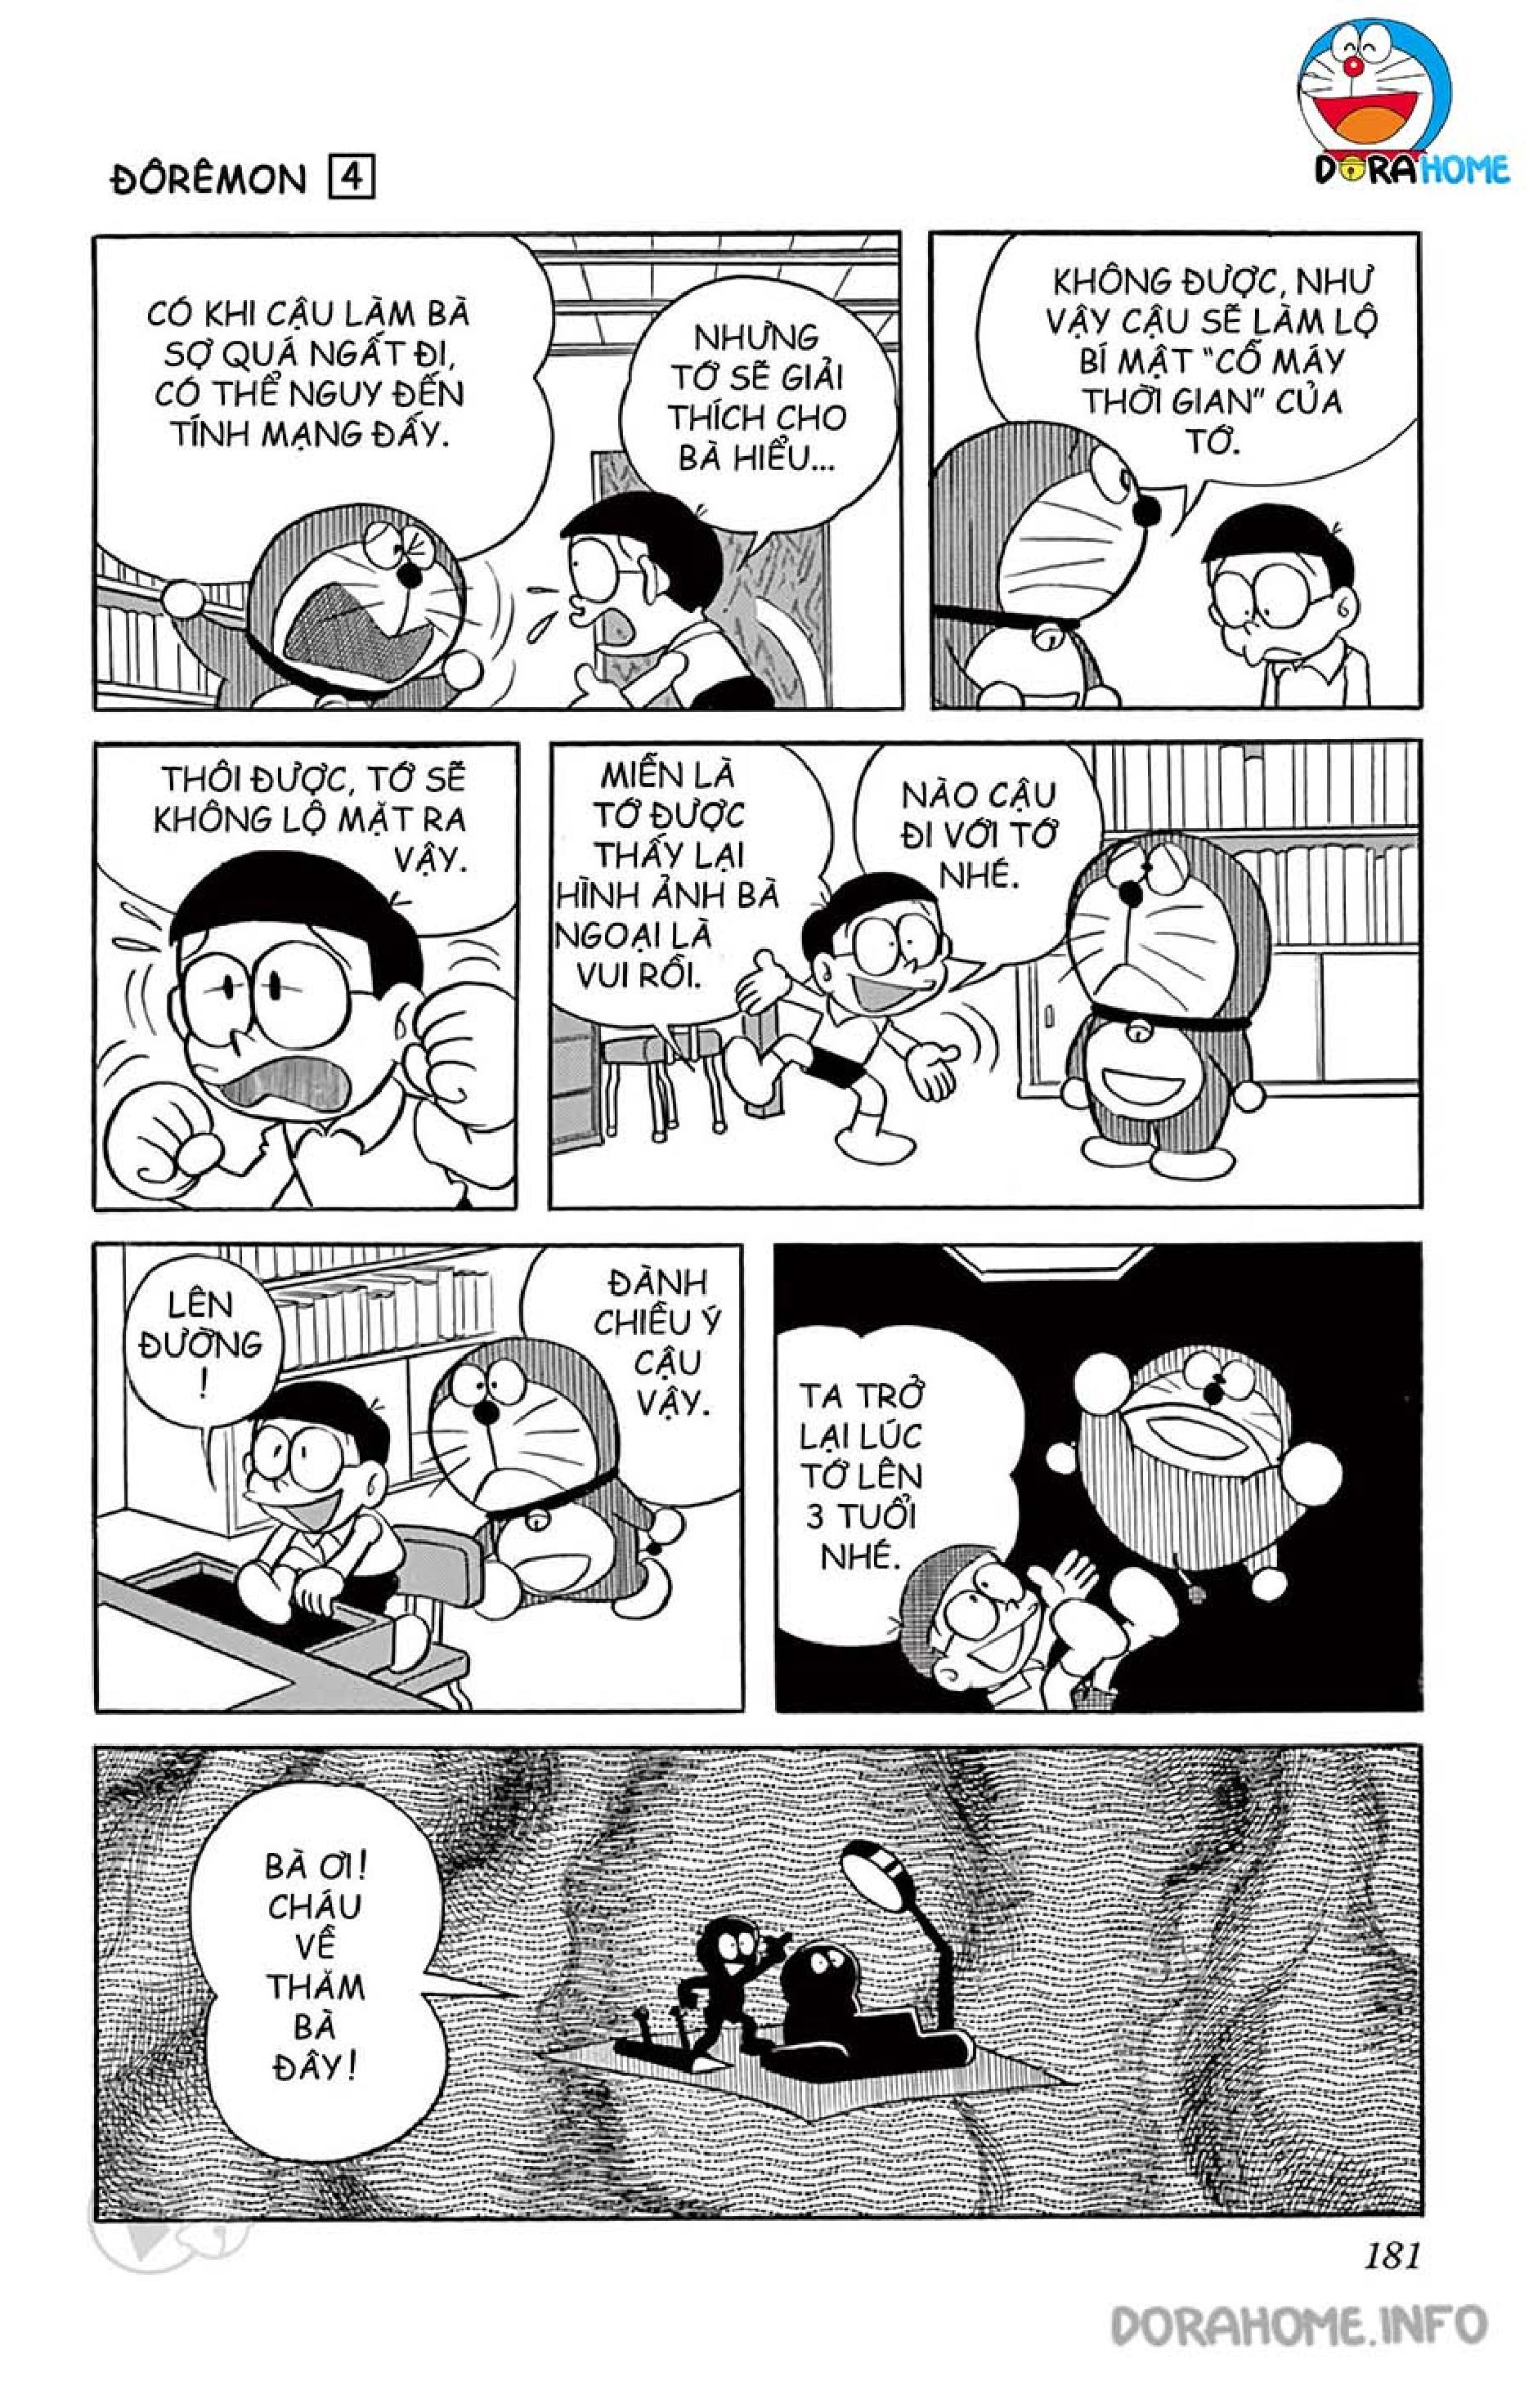 DORAHOME
ĐÔRÊMON 4
CÓ KHI CẬU LÀM BÀ
SỢ QUÁ NGẤT ĐI,
CÓ THỂ NGUY ĐẾN
TÍNH MẠNG ĐẤY.
NHƯNG
TỚ SẼ GIẢI
THÍCH CHO
BÀ HIỂU...
KHÔNG ĐƯỢC, NHƯ
VẬY CẬU SẼ LÀM LỘ
BÍ MẬT "CỖ MÁY
THỜI GIAN" CỦA
TỚ.
THÔI ĐƯỢC, TỚ SẼ
KHÔNG LỘ MẶT RA
VẬY.
MIỄN LÀ
TỚ ĐƯỢC
THẤY LẠI
HÌNH ẢNH BÀ
NGOẠI LÀ
VUI RỒI.
NÀO CẬU
ĐI VỚI TỚ
NHÉ.
LÊN
ĐƯỜNG
!
ĐÀNH
CHIỀU Ý
CẬU
VẬY.
TA TRỞ
LẠI LÚC
TỚ LÊN
3 TUỔI
NHÉ.
BÀ ƠI!
CHÁU
VỀ
THĂM
BÀ
ĐÂY!
181
DORAHOME.INFO